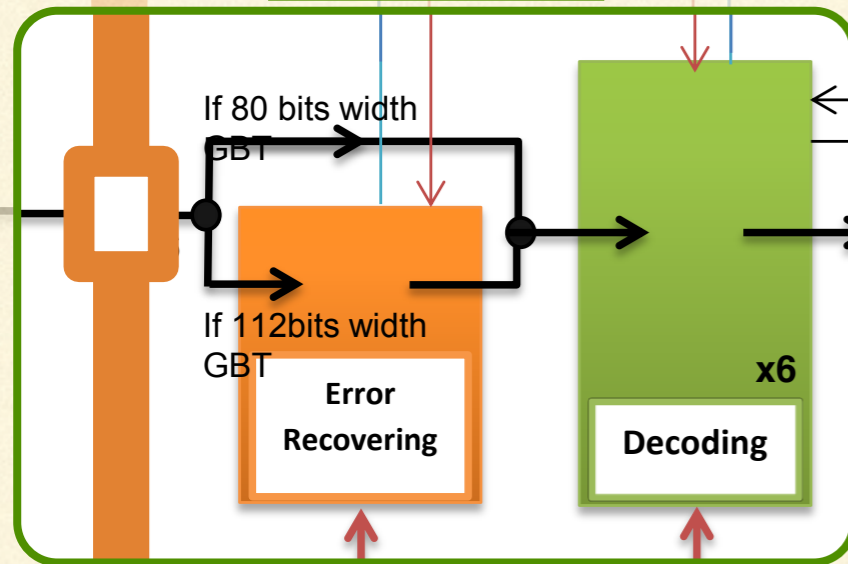 If 80 bits width
GBT
If 112bits width
GBT
Error
Recovering
x6
Decoding